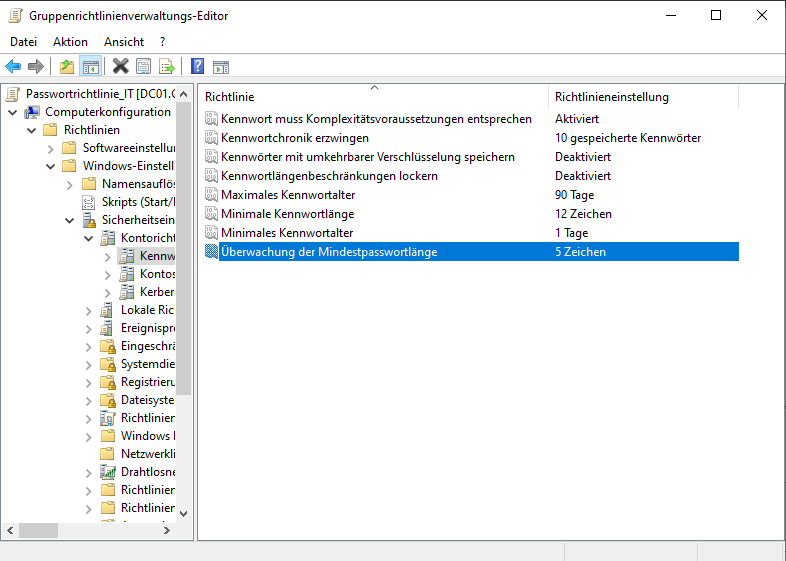 Gruppenrichtlinienverwaltungs-Editor
Datei Aktion Ansicht ?
Passwortrichtlinie_IT [DC01.C
Computerkonfiguration
Richtlinien
Softwareeinstellu
Windows-Einstell
Namensauflös
Skripts (Start/H
Sicherheitsein
Kontoricht
Kennw
Kontos
Kerber
Lokale Ric
Ereignispr
Eingeschrä
Systemdie
Registrieru
Dateisyste
Richtlinien
Windows
Netzwerkli
Drahtlosne
Richtlinien
Richtlinien
Richtlinie Richtlinieneinstellung
Kennwort muss Komplexitätsvoraussetzungen entsprechen Aktiviert
Kennwortchronik erzwingen 10 gespeicherte Kennwörter
Kennwörter mit umkehrbarer Verschlüsselung speichern Deaktiviert
Kennwortlängenbeschränkungen lockern Deaktiviert
Maximales Kennwortalter 90 Tage
Minimale Kennwortlänge 12 Zeichen
Minimales Kennwortalter 1 Tage
Überwachung der Mindestpasswortlänge 5 Zeichen